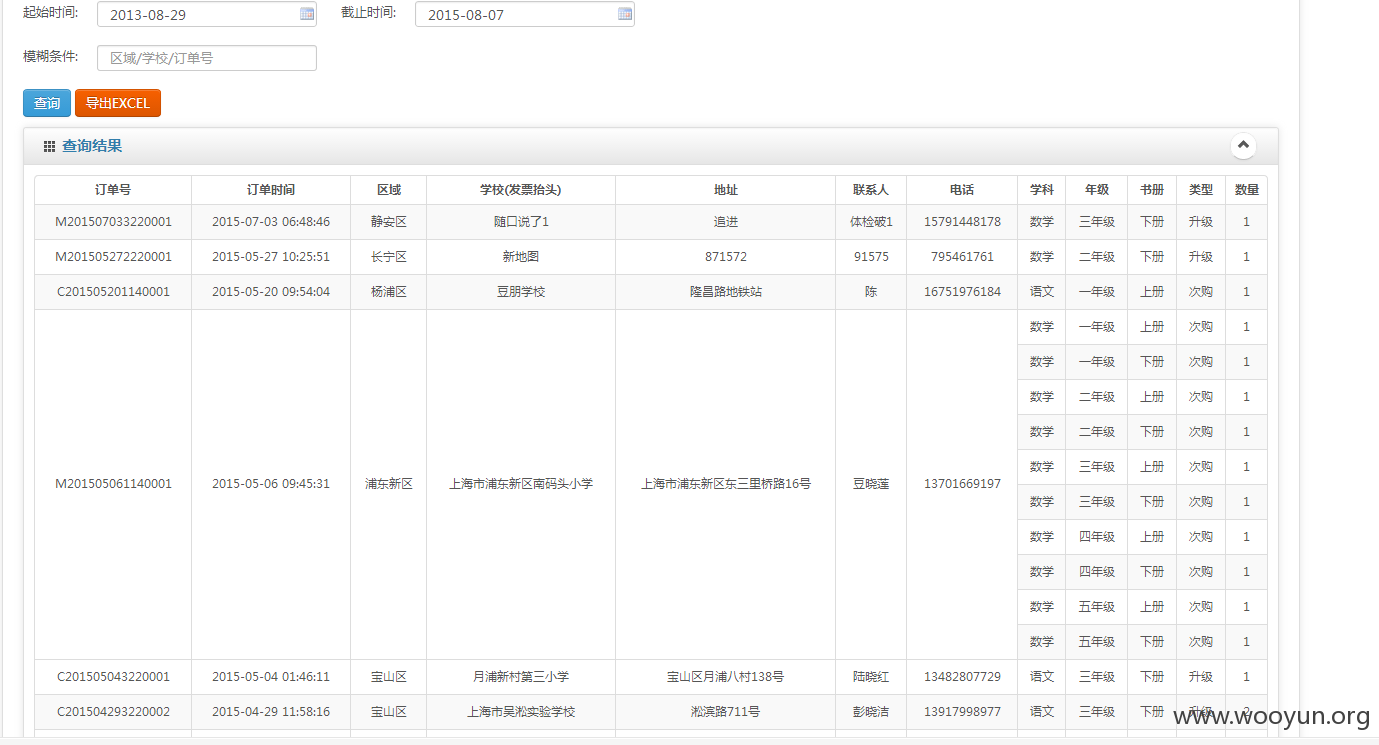 起始时间: 2013-08-29 截止时间: 2015-08-07
模糊条件: 区域/学校/订单号
查询 导出EXCEL
查询结果
订单号 订单时间 区域 学校(发票抬头) 地址 联系人 电话 学科 年级 书册 类型 数量
M201507033220001 2015-07-03 06:48:46 静安区 随口说了1 追进 体检破1 15791448178 数学 三年级 下册 升级 1
M201505272220001 2015-05-27 10:25:51 长宁区 新地图 871572 91575 795461761 数学 二年级 下册 升级 1
C201505201140001 2015-05-20 09:54:04 杨浦区 豆朋学校 隆昌路地铁站 陈 16751976184 语文 一年级 上册 次购 1
数学 一年级 上册 次购 1
数学 一年级 下册 次购 1
数学 二年级 上册 次购 1
数学 二年级 下册 次购 1
数学 三年级 上册 次购 1
M201505061140001 2015-05-06 09:45:31 浦东新区 上海市浦东新区南码头小学 上海市浦东新区东三里桥路16号 豆晓莲 13701669197
数学 三年级 下册 次购 1
数学 四年级 上册 次购 1
数学 四年级 下册 次购 1
数学 五年级 上册 次购 1
数学 五年级 下册 次购 1
C201505043220001 2015-05-04 01:46:11 宝山区 月浦新村第三小学 宝山区月浦八村138号 陆晓红 13482807729 语文 三年级 下册 升级 1
C201504293220002 2015-04-29 11:58:16 宝山区 上海市吴淞实验学校 淞滨路711号 彭晓洁 13917998977 语文 三年级 下册 升级 2
www.wooyun.org